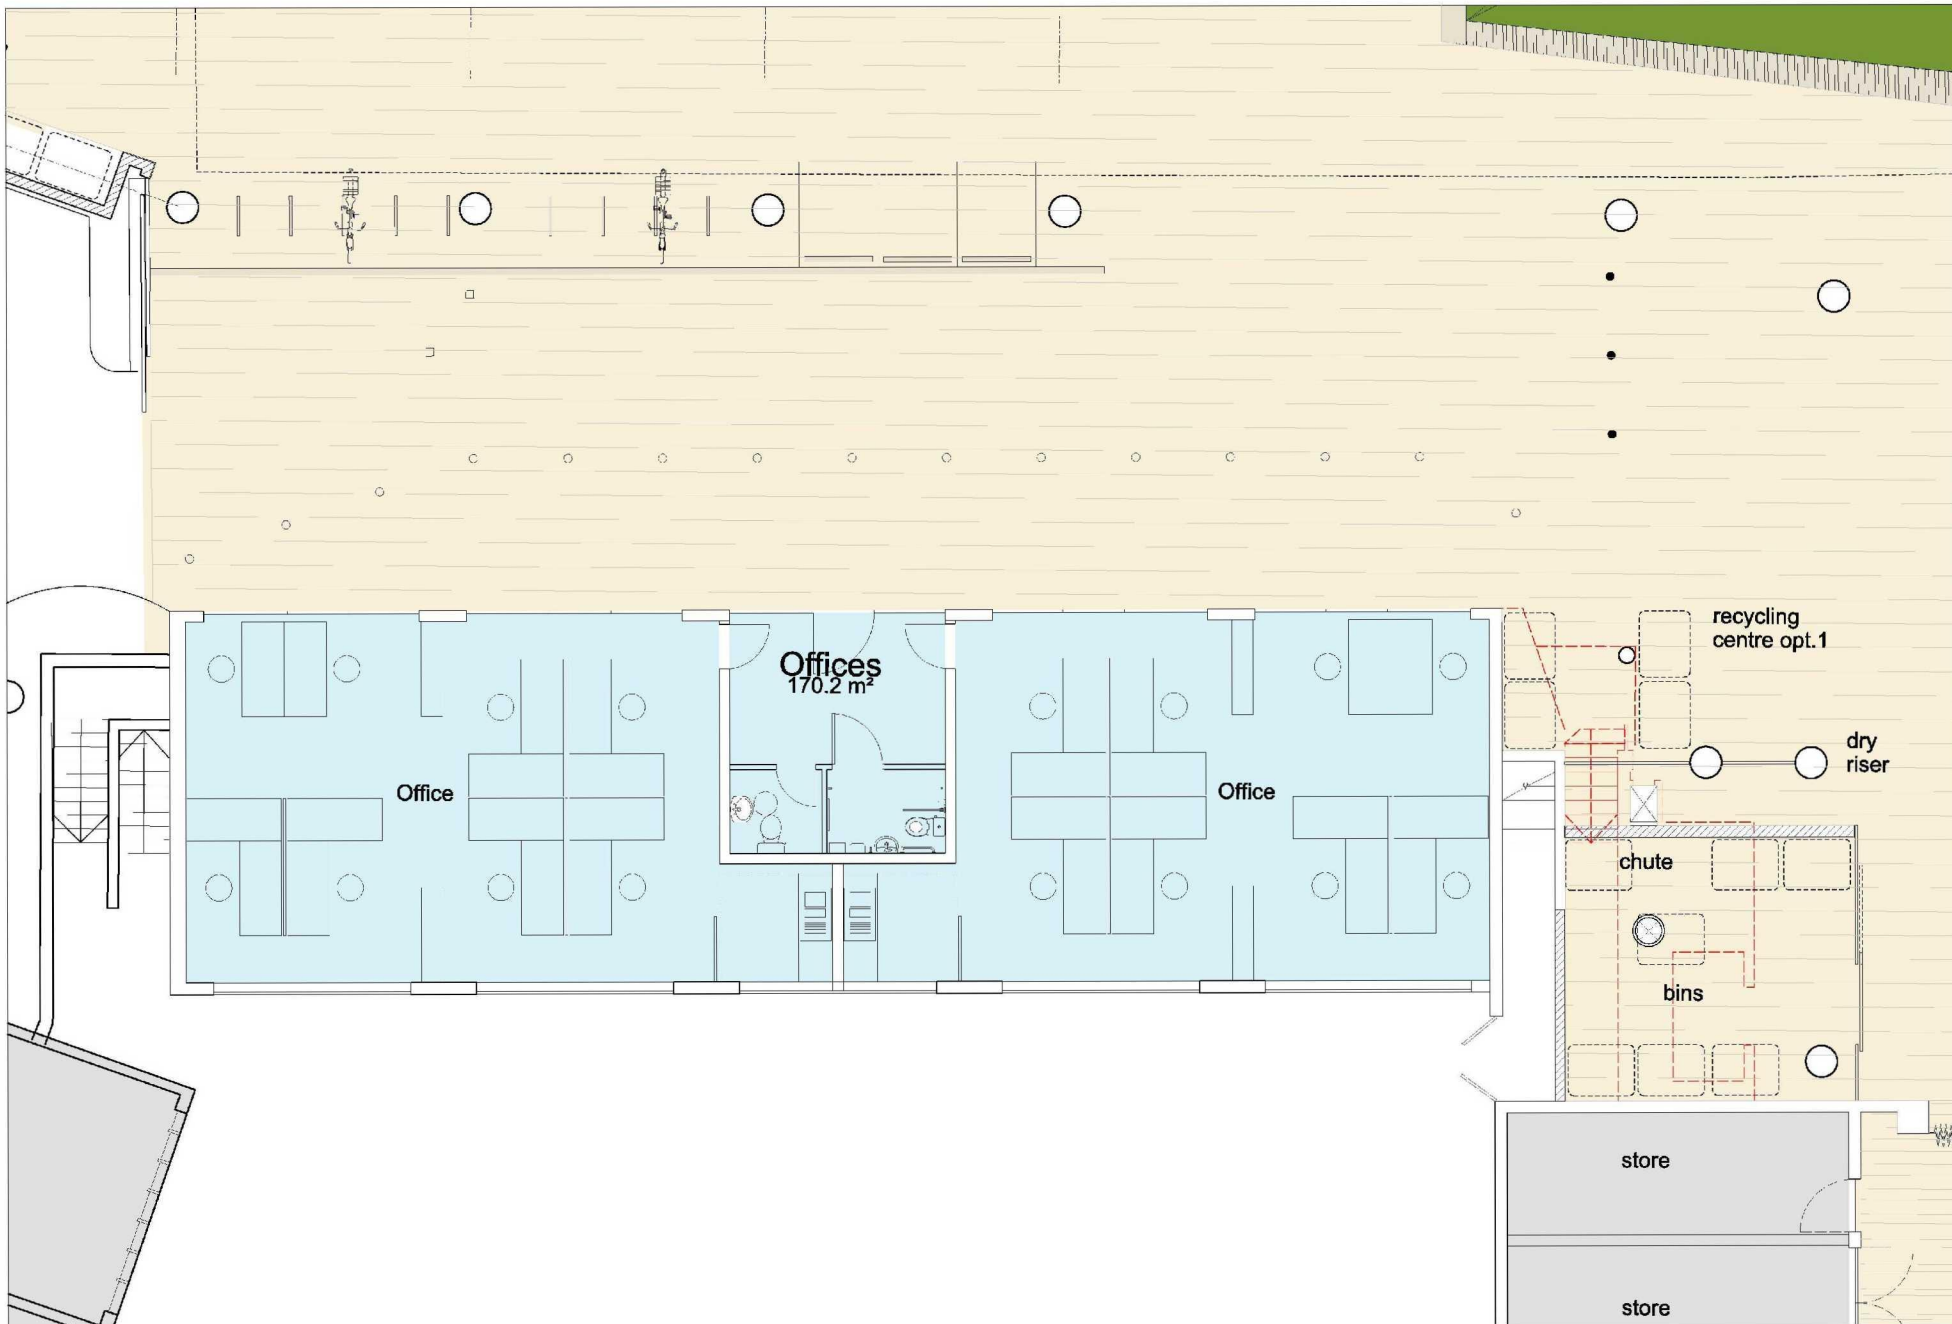 recycling
centre opt.1
Offices
170.2 m²
dry
riser
Office
Office
chute
bins
store
store